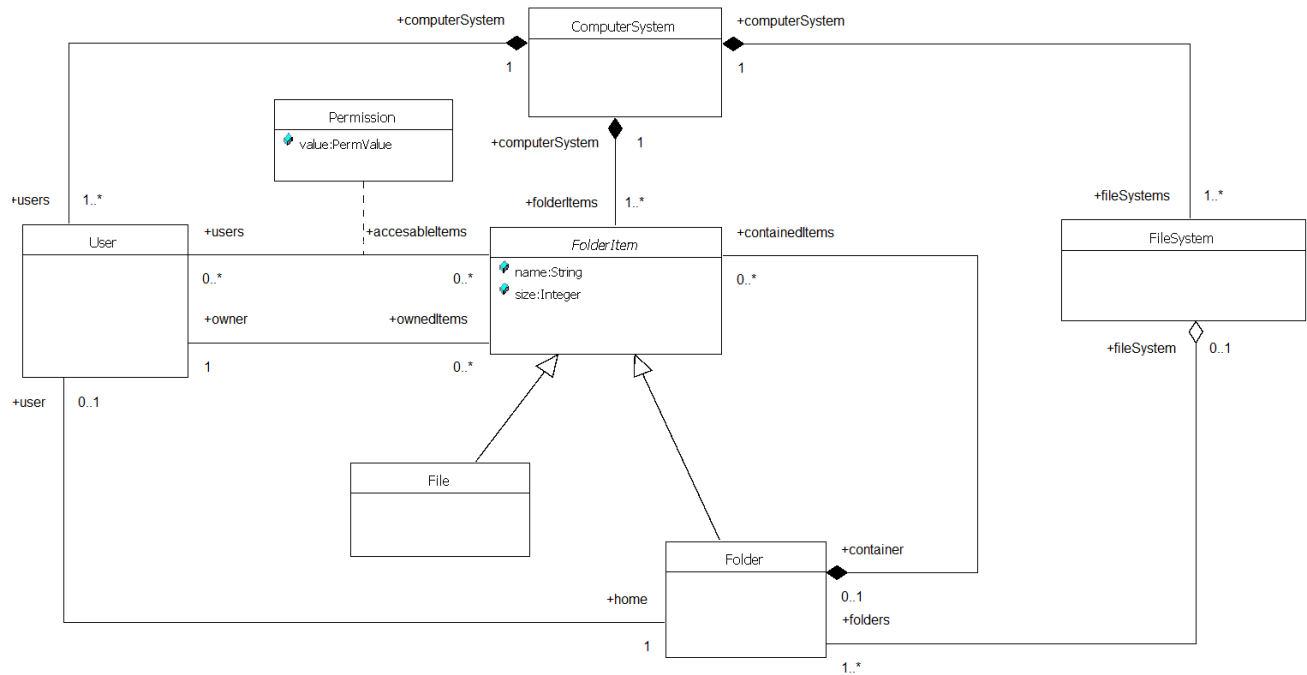 +computerSystem
ComputerSystem
+computerSystem
1
1
Permission
value:PermValue
+computerSystem
1
+users
1..*
+folderItems
1..*
+fileSystems
1..*
User
+users
+accesableItems
FolderItem
+containedItems
FileSystem
name:String
size:Integer
0..*
0..*
0..*
+owner
+ownedItems
1
0..*
+fileSystem
0..1
+user
0..1
File
Folder
+container
0..1
+home
+folders
1
1..*